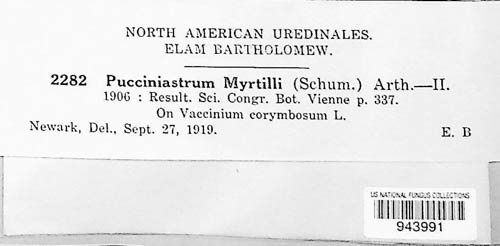 NORTH AMERICAN UREDINALES.
ELAM BARTHOLOMEW.
2282 Pucciniastrum Myrtilli (Schum.) Arth.—II.
1906 : Result. Sci. Congr. Bot. Vienne p. 337.
On Vaccinium corymbosum L.
Newark, Del., Sept. 27, 1919. E. B
US NATIONAL FUNGUS COLLECTIONS
943991